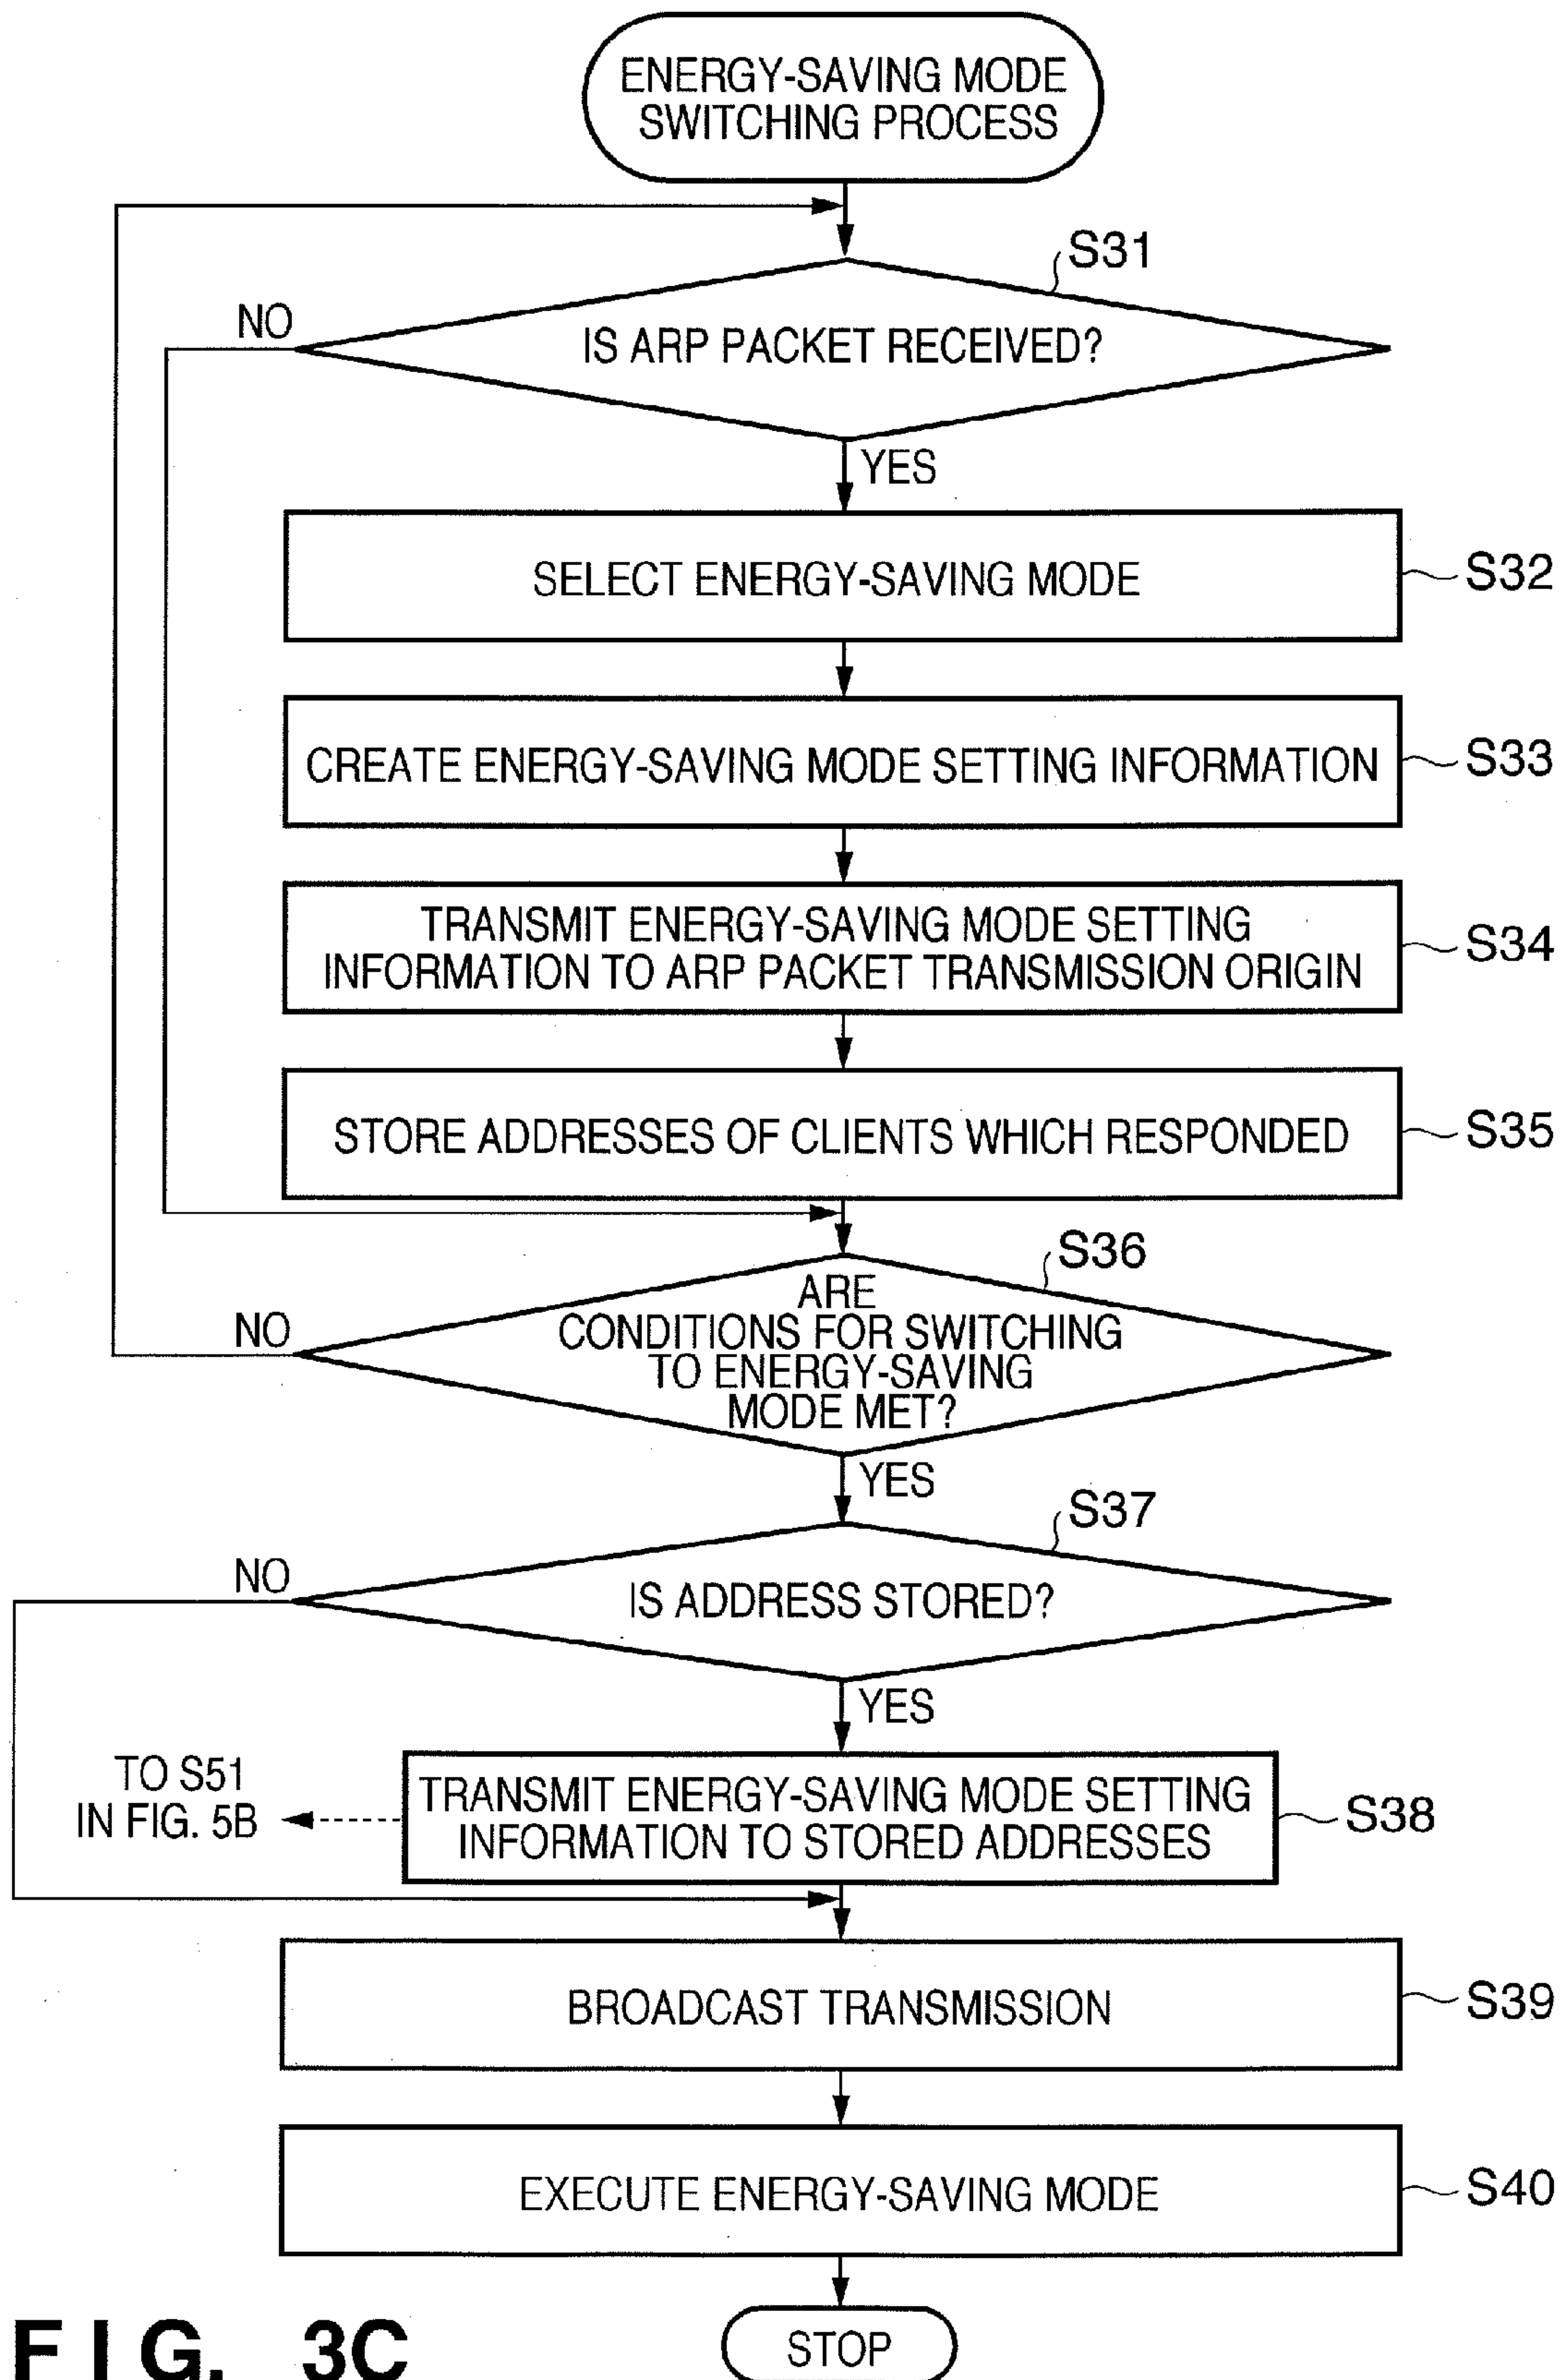 ENERGY-SAVING MODE
SWITCHING PROCESS
S31
NO
IS ARP PACKET RECEIVED?
YES
SELECT ENERGY-SAVING MODE
S32
CREATE ENERGY-SAVING MODE SETTING INFORMATION
S33
TRANSMIT ENERGY-SAVING MODE SETTING
INFORMATION TO ARP PACKET TRANSMISSION ORIGIN
S34
STORE ADDRESSES OF CLIENTS WHICH RESPONDED
S35
S36
NO
ARE
CONDITIONS FOR SWITCHING
TO ENERGY-SAVING
MODE MET?
YES
S37
NO
IS ADDRESS STORED?
YES
TO S51
IN FIG. 5B
TRANSMIT ENERGY-SAVING MODE SETTING
INFORMATION TO STORED ADDRESSES
S38
BROADCAST TRANSMISSION
S39
EXECUTE ENERGY-SAVING MODE
S40
STOP
FIG. 3C